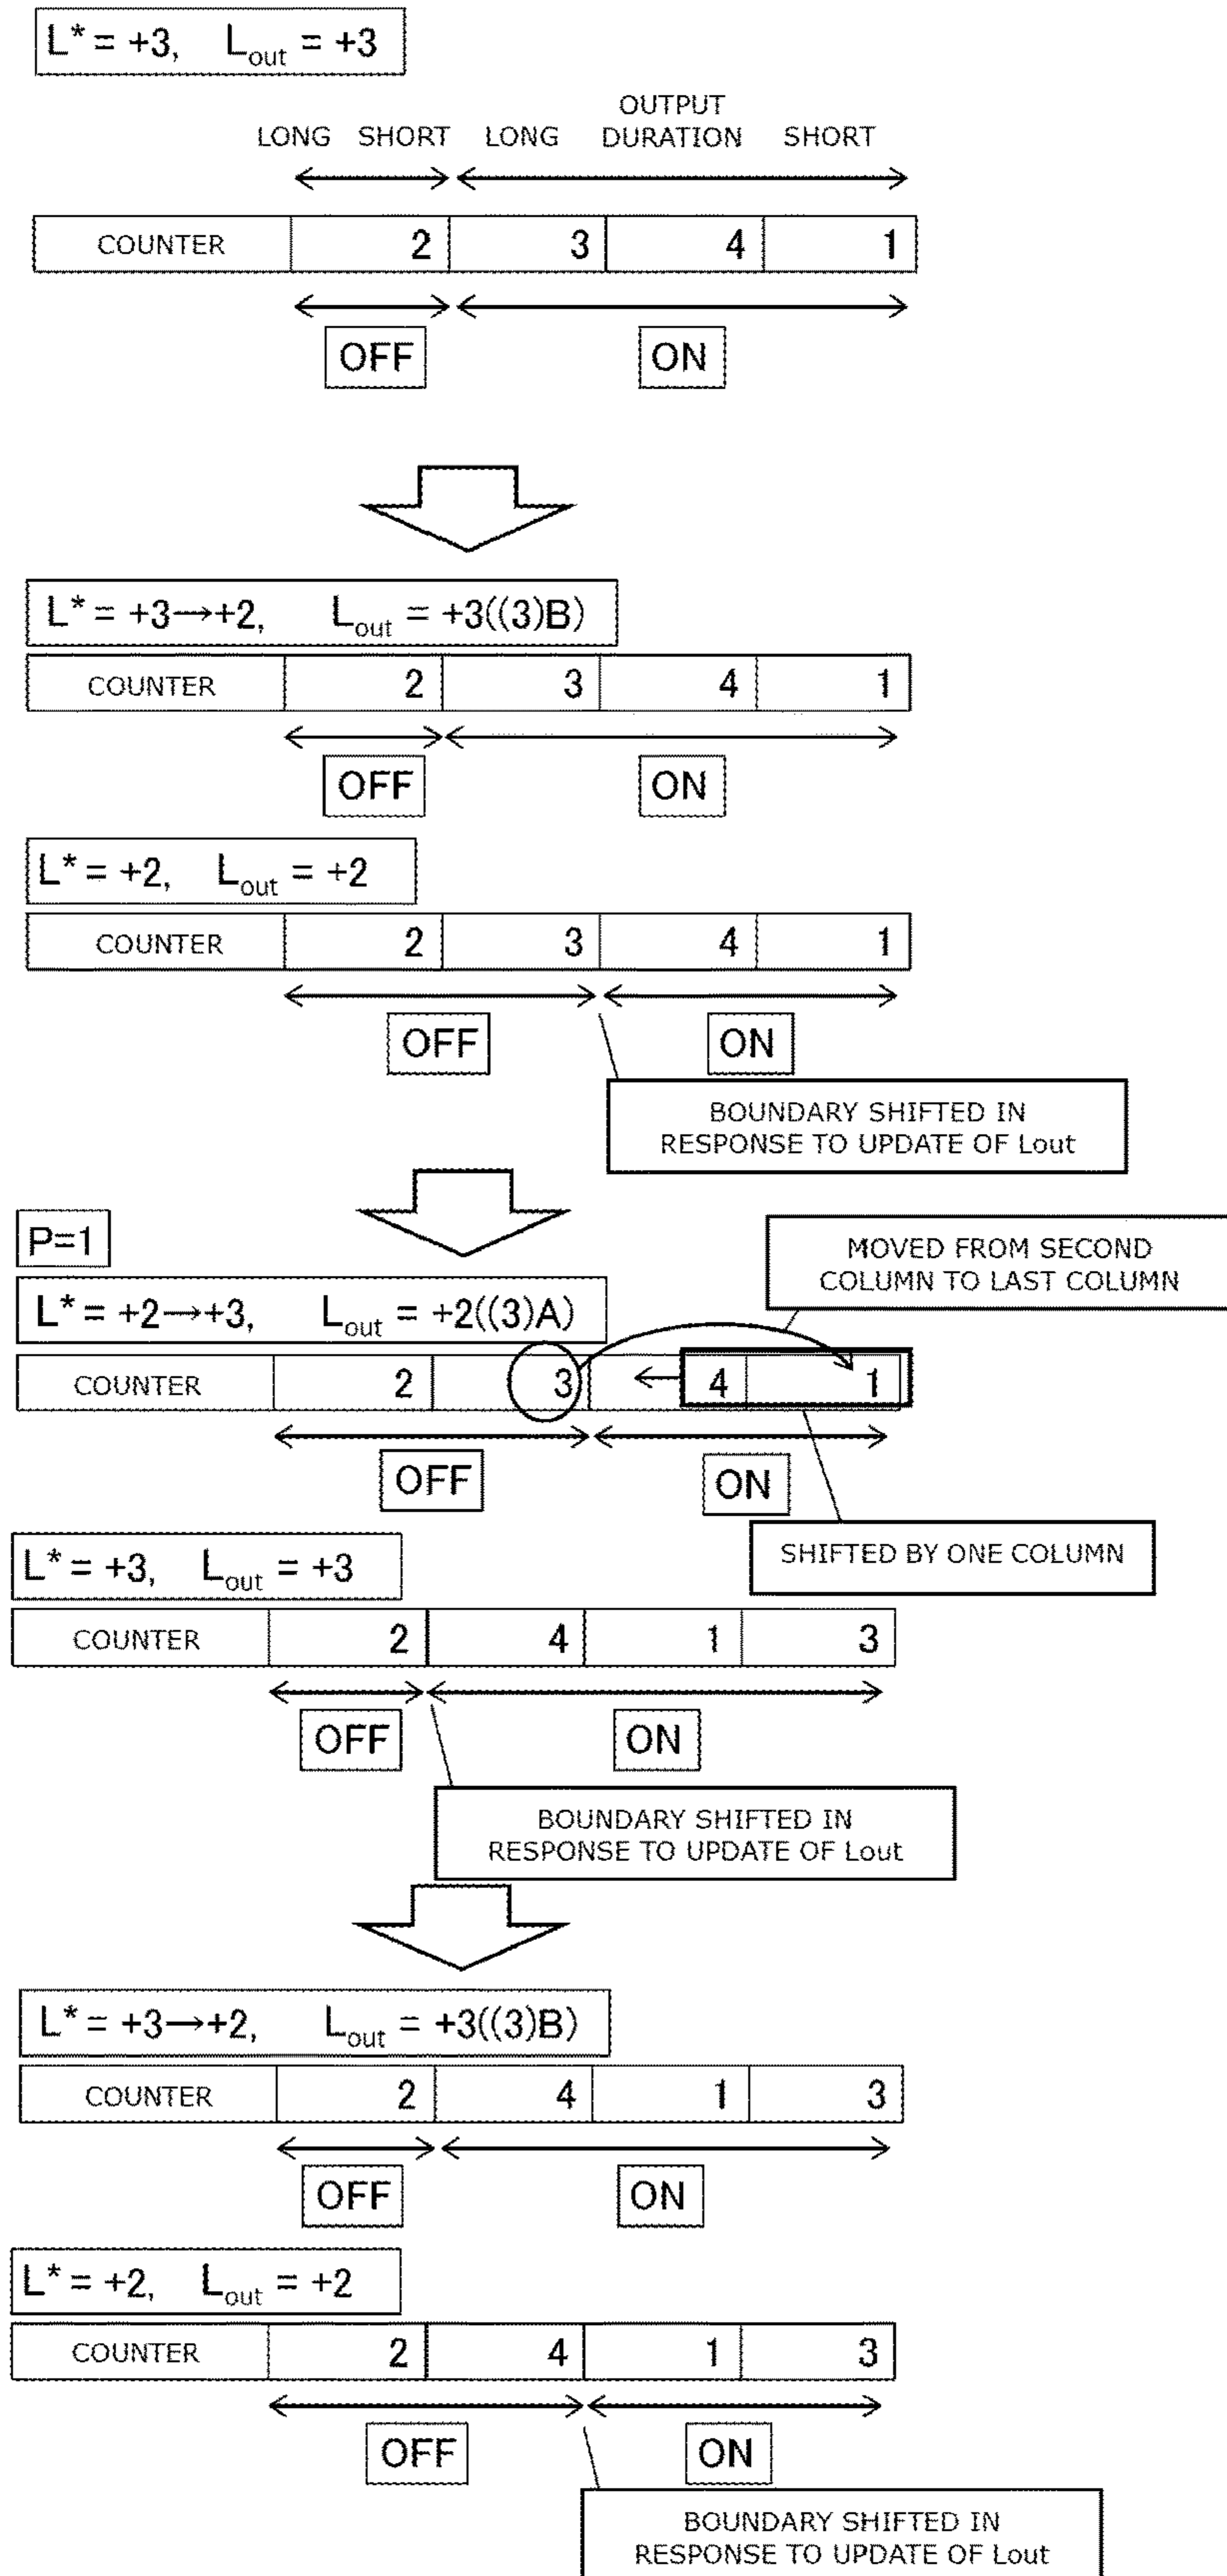 L* = +3, Lout = +3
OUTPUT
LONG SHORT LONG DURATION SHORT
COUNTER 2 3 4 1
OFF ON
L* = +3→+2, Lout = +3((3)B)
COUNTER 2 3 4 1
OFF ON
L* = +2, Lout = +2
COUNTER 2 3 4 1
OFF ON
BOUNDARY SHIFTED IN
RESPONSE TO UPDATE OF Lout
P=1
MOVED FROM SECOND
COLUMN TO LAST COLUMN
L* = +2→+3, Lout = +2((3)A)
COUNTER 2 3 4 1
OFF ON
SHIFTED BY ONE COLUMN
L* = +3, Lout = +3
COUNTER 2 4 1 3
OFF ON
BOUNDARY SHIFTED IN
RESPONSE TO UPDATE OF Lout
L* = +3→+2, Lout = +3((3)B)
COUNTER 2 4 1 3
OFF ON
L* = +2, Lout = +2
COUNTER 2 4 1 3
OFF ON
BOUNDARY SHIFTED IN
RESPONSE TO UPDATE OF Lout